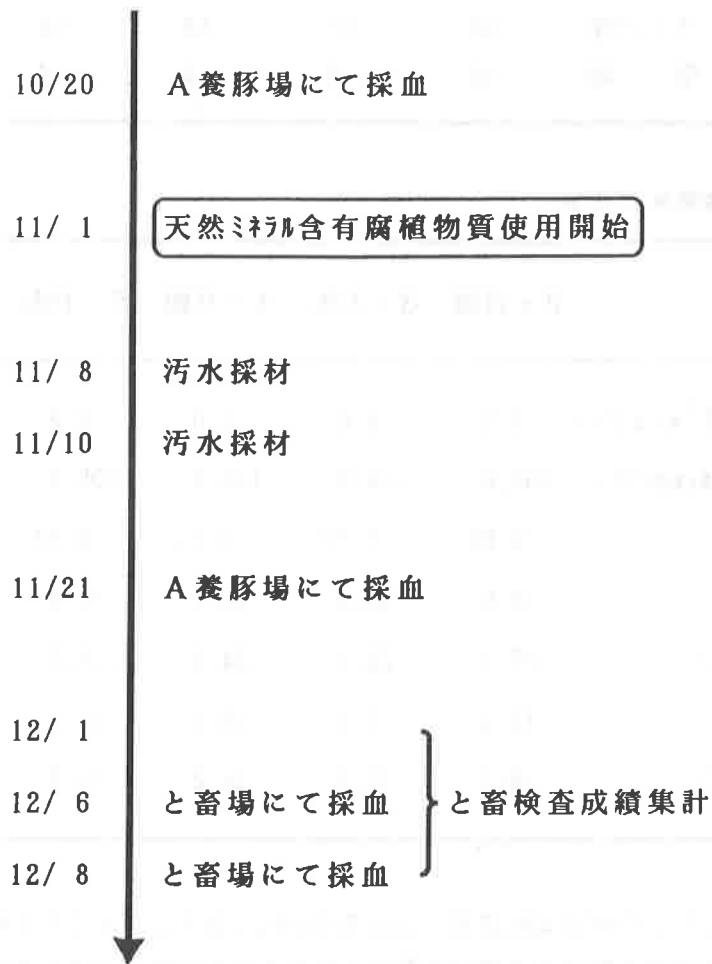 10/20 A養豚場にて採血
11/ 1 天然ミネラル含有腐植物質使用開始
11/ 8 汚水採材
11/10 汚水採材
11/21 A養豚場にて採血
12/ 1
12/ 6 と畜場にて採血 と畜検査成績集計
12/ 8 と畜場にて採血